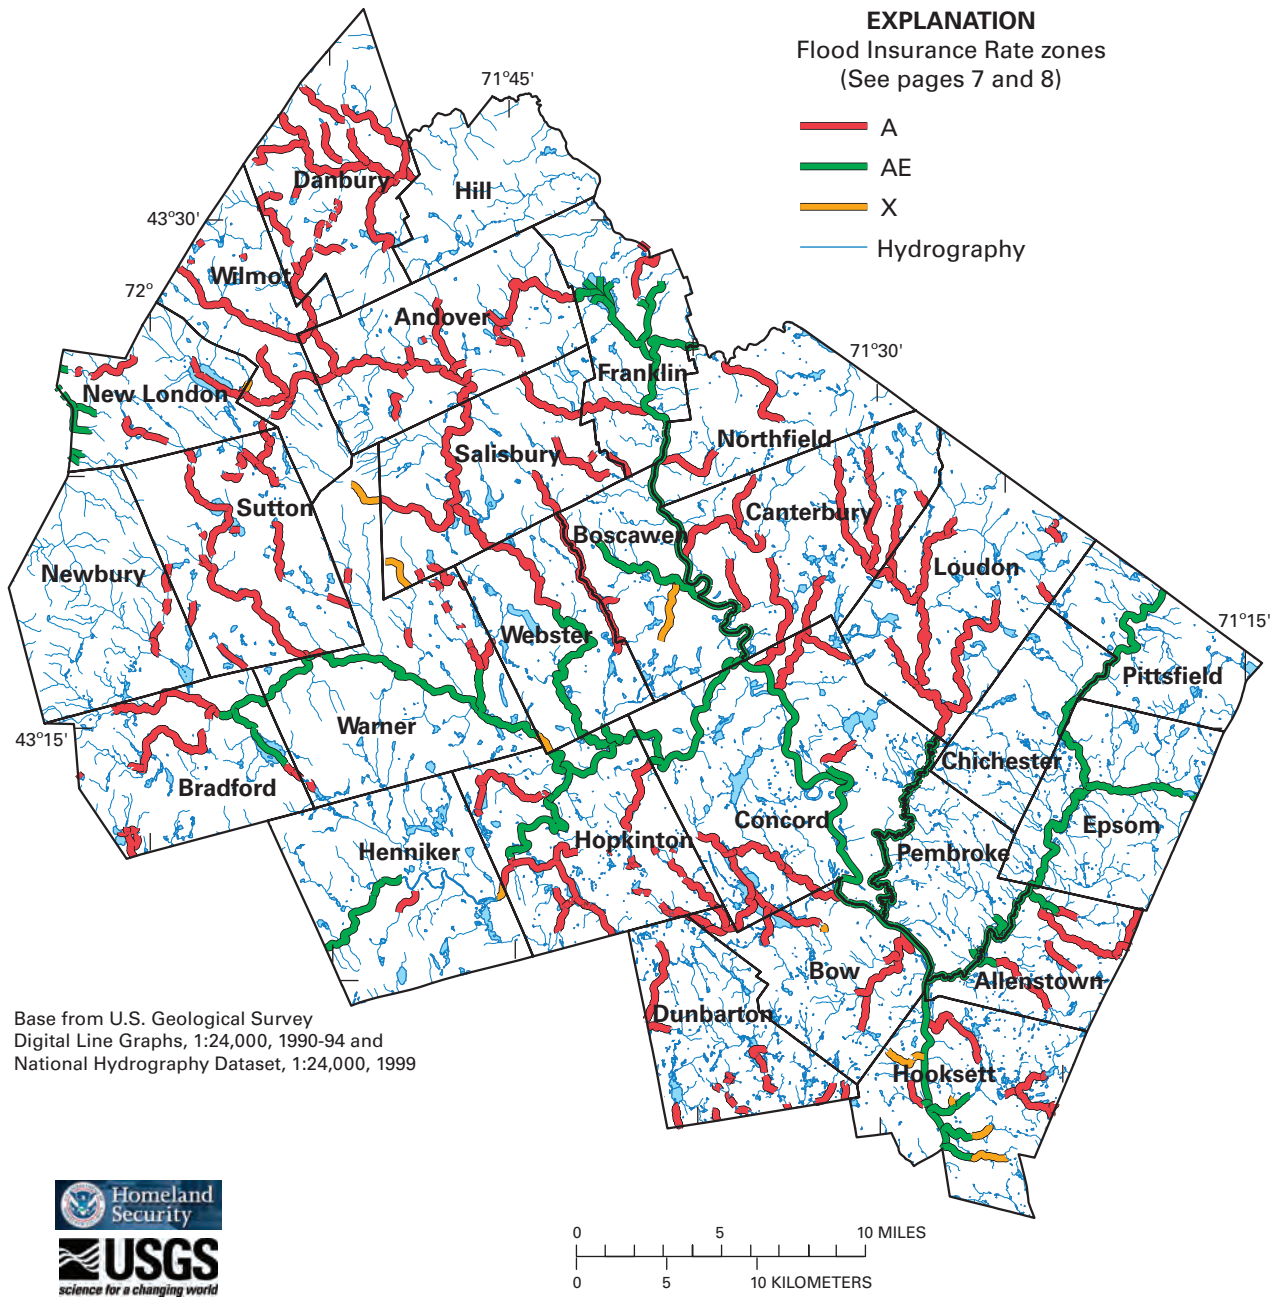 EXPLANATION
Flood Insurance Rate zones
(See pages 7 and 8)
A
AE
X
Hydrography
71°45'
43°30'
72°
71°30'
71°15'
43°15'
Danbury
Hill
Wilmot
Andover
New London
Franklin
Northfield
Salisbury
Sutton
Canterbury
Boscawen
Newbury
Loudon
Webster
Pittsfield
Warner
Chichester
Bradford
Concord
Epsom
Henniker
Hopkinton
Pembroke
Bow
Allenstown
Dunbarton
Hooksett
Base from U.S. Geological Survey
Digital Line Graphs, 1:24,000, 1990-94 and
National Hydrography Dataset, 1:24,000, 1999
Homeland
Security
USGS
science for a changing world
0 5 10 MILES
0 5 10 KILOMETERS